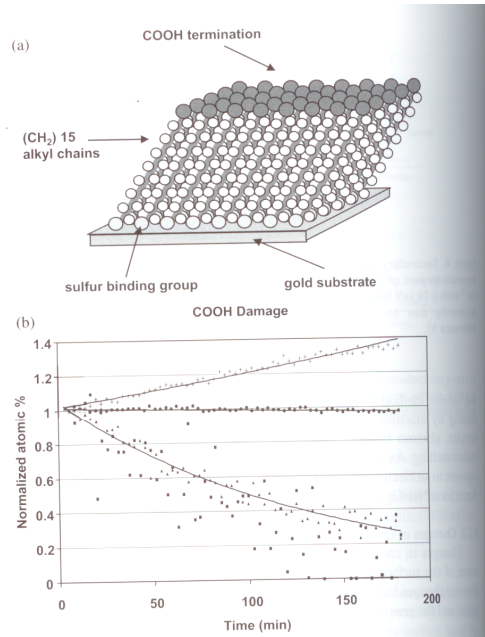 (a)
COOH termination
(CH₂) 15
alkyl chains
sulfur binding group
gold substrate
(b)
COOH Damage
1.4
1.2
1
0.8
0.6
0.4
0.2
0
0
50
100
150
200
Normalized atomic %
Time (min)